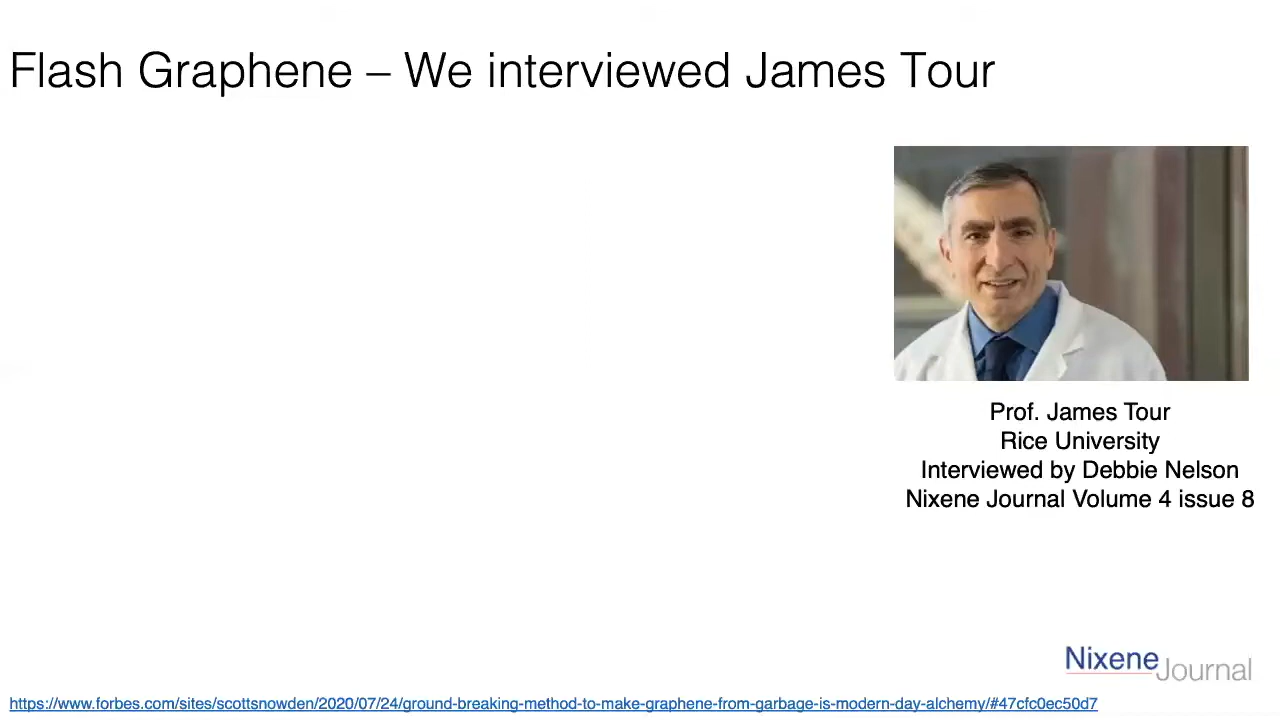 Flash Graphene – We interviewed James Tour
Prof. James Tour
Rice University
Interviewed by Debbie Nelson
Nixene Journal Volume 4 issue 8
Nixene Journal
https://www.forbes.com/sites/scottsnowden/2020/07/24/ground-breaking-method-to-make-graphene-from-garbage-is-modern-day-alchemy/#47cfc0ec50d7